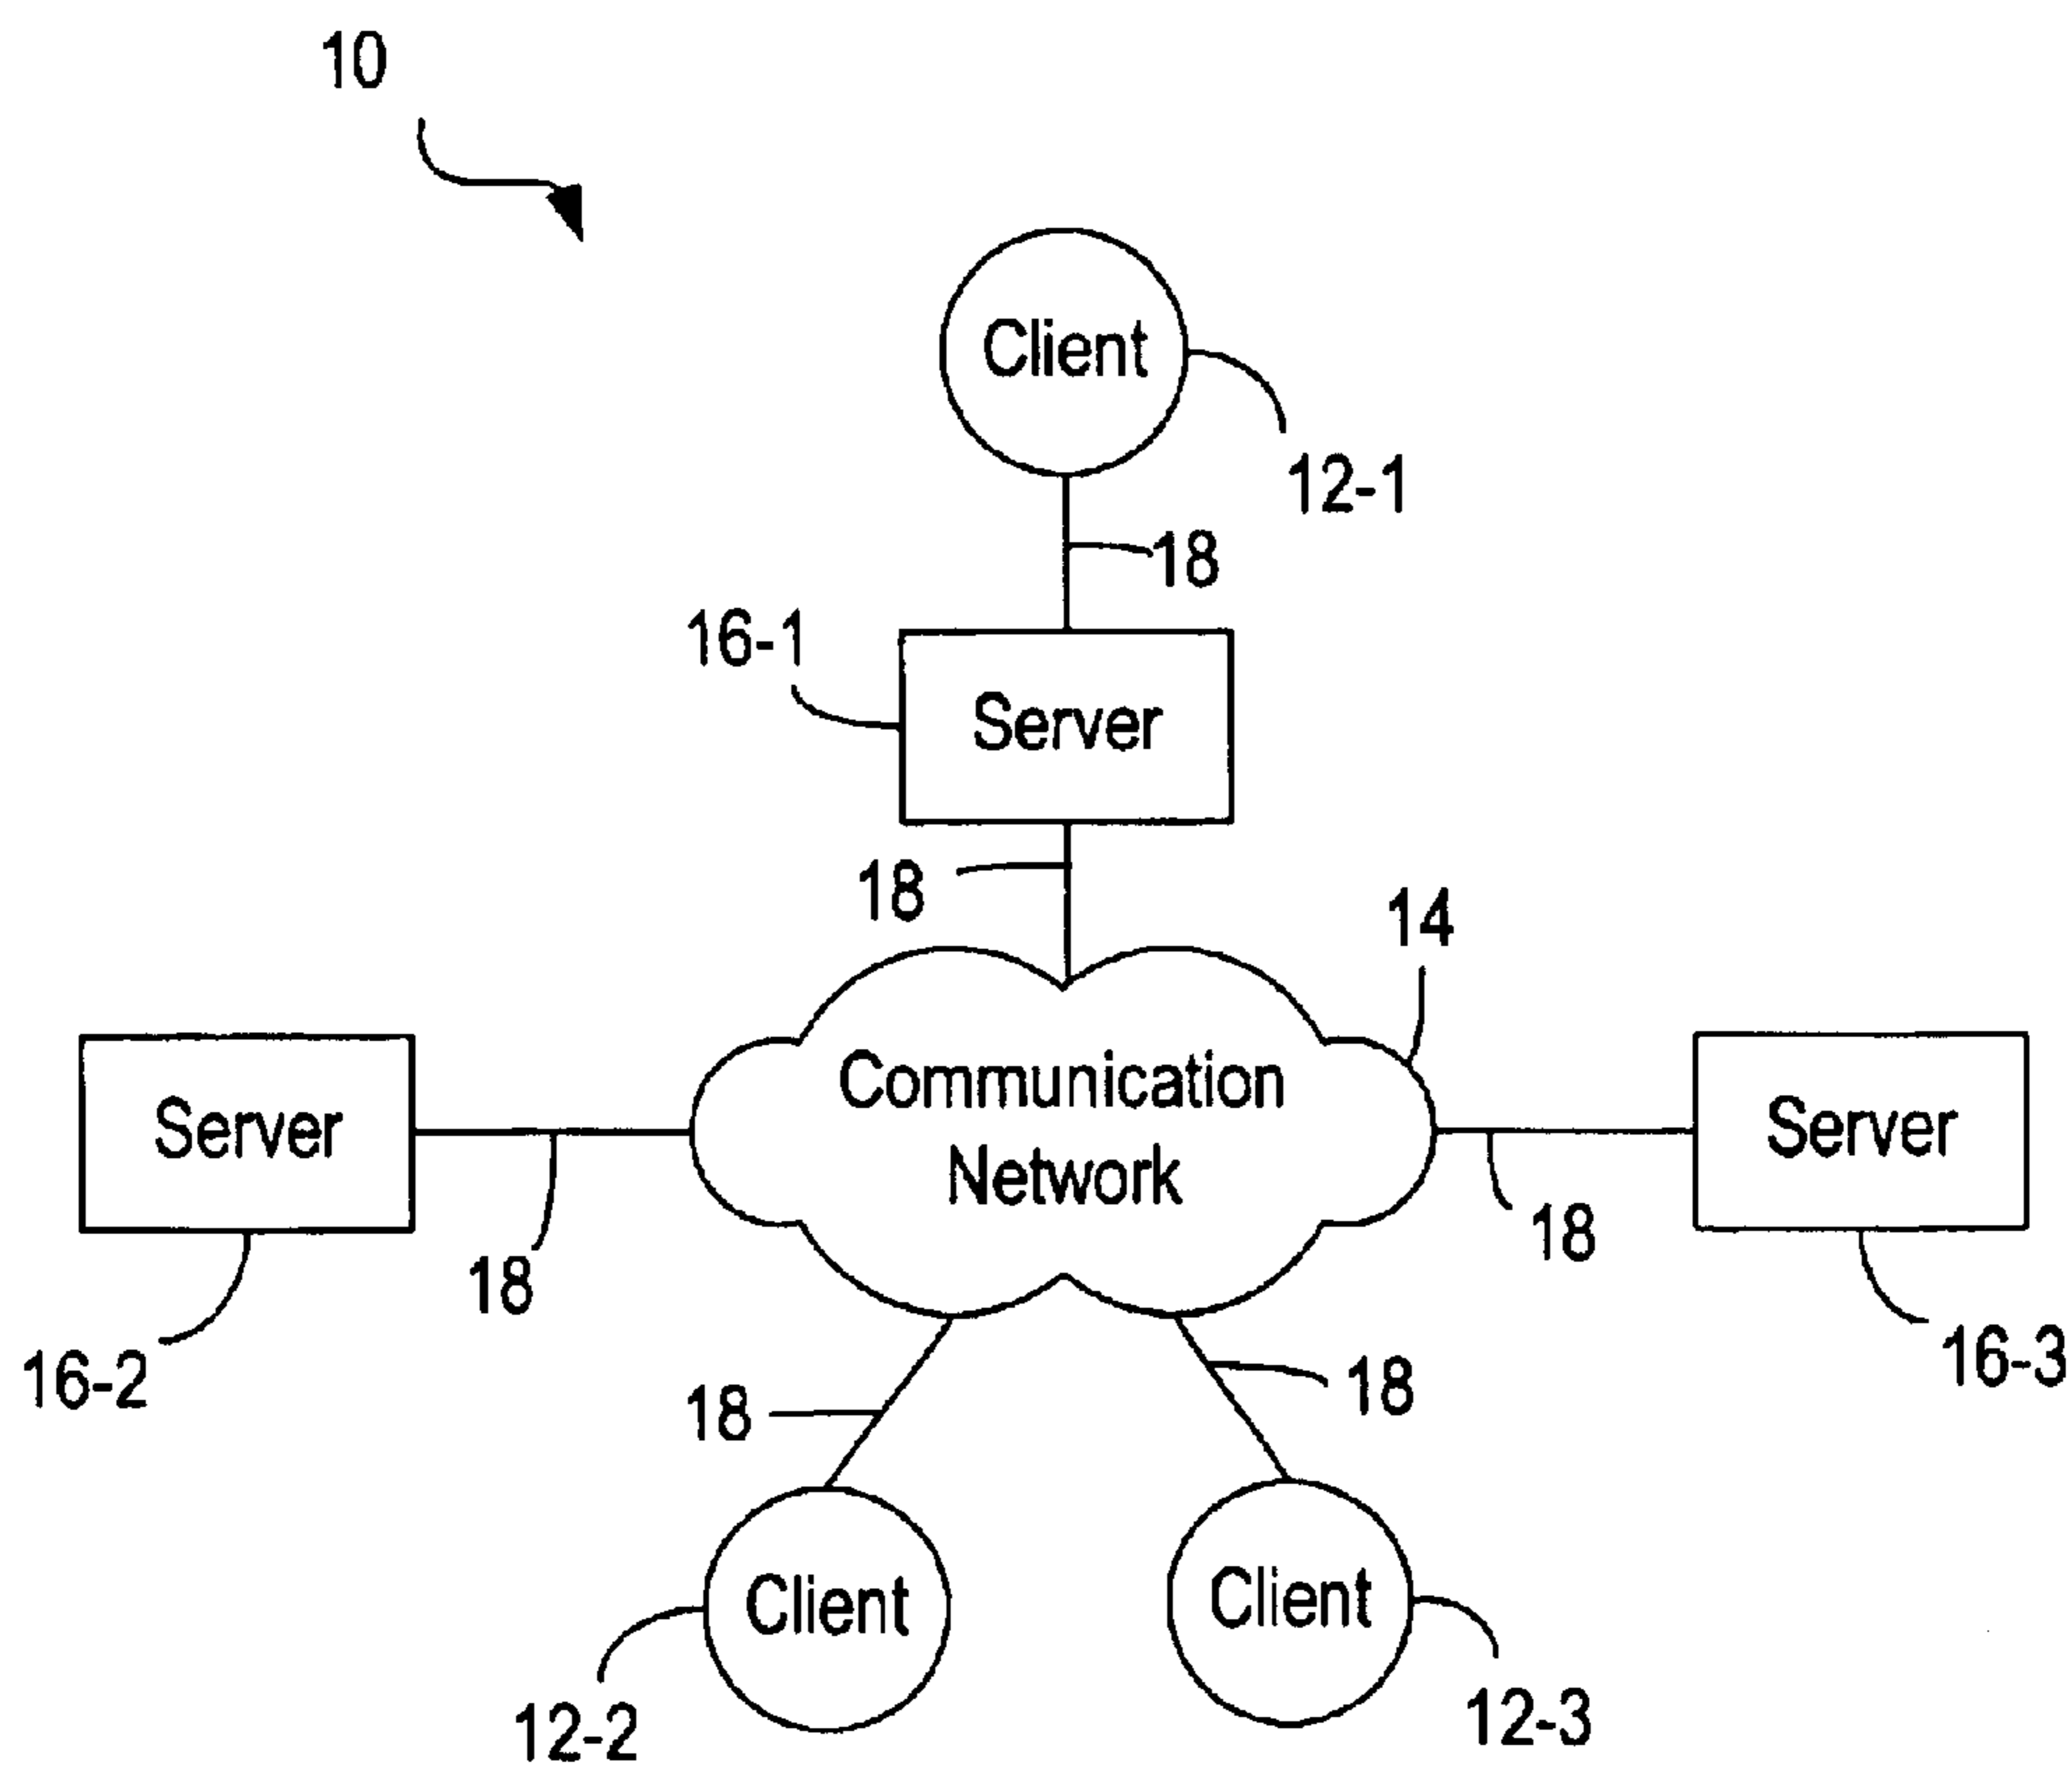 10
Client
12-1
18
16-1
Server
18
14
Communication
Network
Server
Server
18
18
16-2
16-3
18
18
Client
Client
12-2
12-3